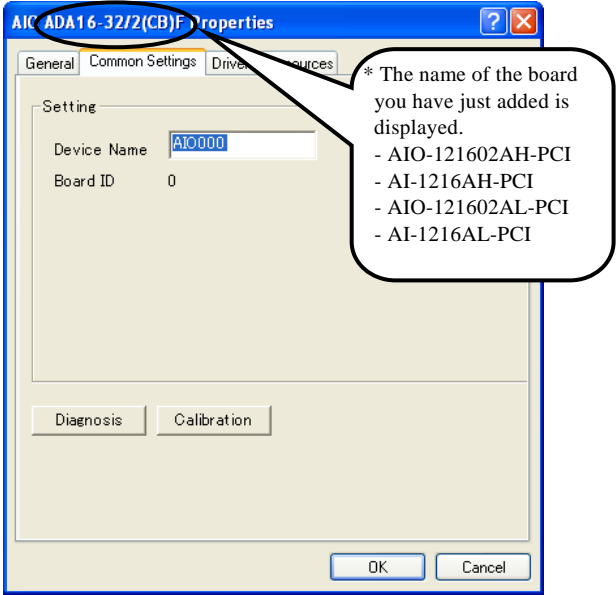 AIO ADA16-32/2(CB)F Properties
General Common Settings Driver
Setting
Device Name AIO000
Board ID 0
Diagnosis Calibration
OK Cancel
* The name of the board
you have just added is
displayed.
- AIO-121602AH-PCI
- AI-1216AH-PCI
- AIO-121602AL-PCI
- AI-1216AL-PCI